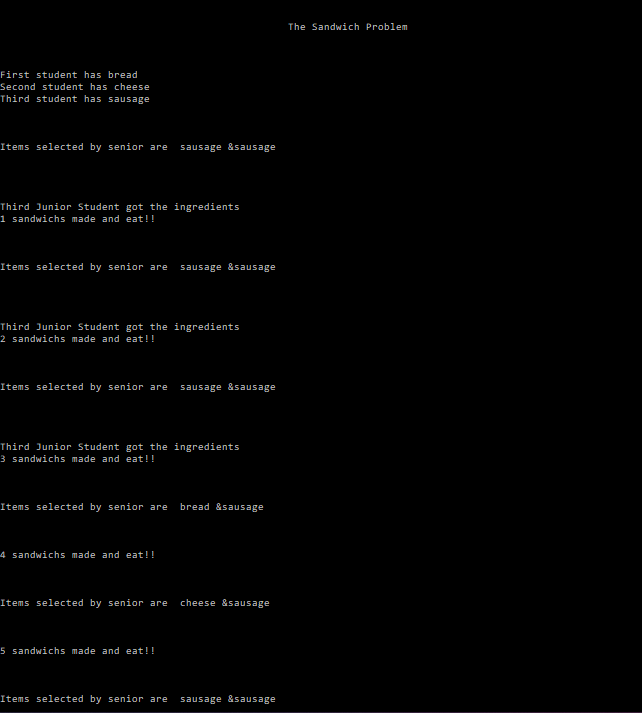 The Sandwich Problem
First student has bread
Second student has cheese
Third student has sausage
Items selected by senior are  sausage &sausage
Third Junior Student got the ingredients
1 sandwichs made and eat!!
Items selected by senior are  sausage &sausage
Third Junior Student got the ingredients
2 sandwichs made and eat!!
Items selected by senior are  sausage &sausage
Third Junior Student got the ingredients
3 sandwichs made and eat!!
Items selected by senior are  bread &sausage
4 sandwichs made and eat!!
Items selected by senior are  cheese &sausage
5 sandwichs made and eat!!
Items selected by senior are  sausage &sausage